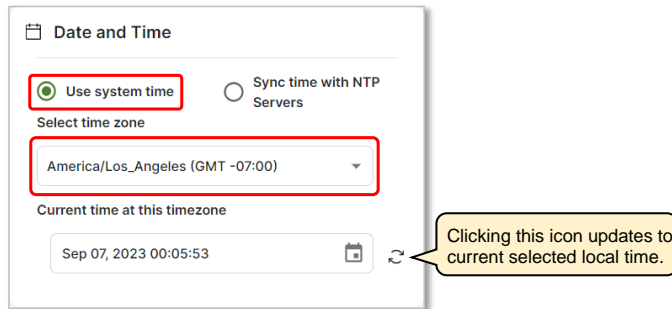 Date and Time
Use system time
Sync time with NTP
Servers
Select time zone
America/Los_Angeles (GMT -07:00)
Current time at this timezone
Sep 07, 2023 00:05:53
Clicking this icon updates to
current selected local time.